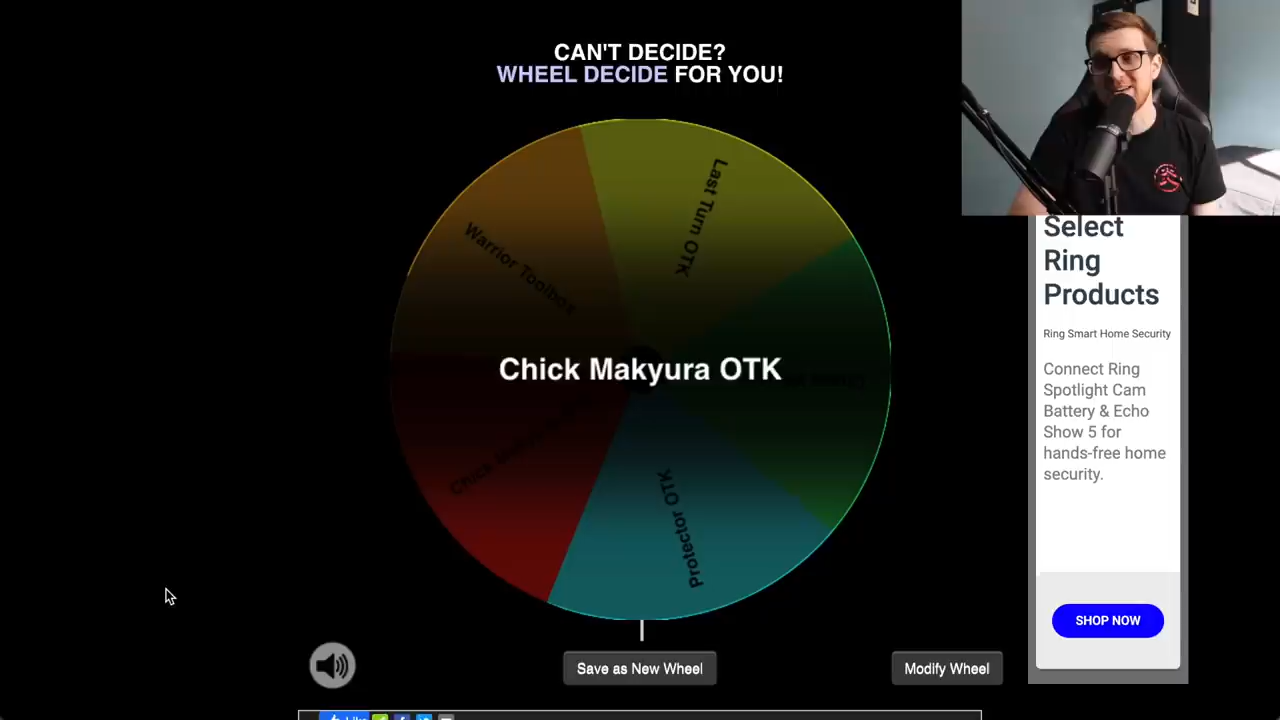 CAN'T DECIDE?
WHEEL DECIDE FOR YOU!
Last Turn OTK
Warrior Toolbox
Chick Makyura OTK
Chick
Protector OTK
Select
Ring
Products
Ring Smart Home Security
Connect Ring
Spotlight Cam
Battery & Echo
Show 5 for
hands-free home
security.
SHOP NOW
Save as New Wheel
Modify Wheel
Like